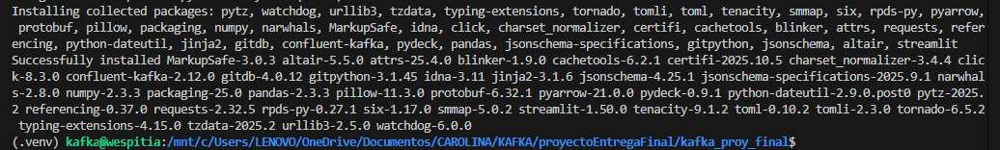 Installing collected packages: pytz, watchdog, urllib3, tzdata, typing-extensions, tornado, tomli, toml, tenacity, smmap, six, rpds-py, pyarrow,
 protobuf, pillow, packaging, numpy, narwhals, MarkupSafe, idna, click, charset_normalizer, certifi, cachetools, blinker, attrs, requests, refer
encing, python-dateutil, jinja2, gitdb, confluent-kafka, pydeck, pandas, jsonschema-specifications, gitpython, jsonschema, altair, streamlit
Successfully installed MarkupSafe-3.0.3 altair-5.5.0 attrs-25.4.0 blinker-1.9.0 cachetools-6.2.1 certifi-2025.10.5 charset_normalizer-3.4.4 clic
k-8.3.0 confluent-kafka-2.12.0 gitdb-4.0.12 gitpython-3.1.45 idna-3.11 jinja2-3.1.6 jsonschema-4.25.1 jsonschema-specifications-2025.9.1 narwhal
s-2.8.0 numpy-2.3.3 packaging-25.0 pandas-2.3.3 pillow-11.3.0 protobuf-6.32.1 pyarrow-21.0.0 pydeck-0.9.1 python-dateutil-2.9.0.post0 pytz-2025.
2 referencing-0.37.0 requests-2.32.5 rpds-py-0.27.1 six-1.17.0 smmap-5.0.2 streamlit-1.50.0 tenacity-9.1.2 toml-0.10.2 tomli-2.3.0 tornado-6.5.2
 typing-extensions-4.15.0 tzdata-2025.2 urllib3-2.5.0 watchdog-6.0.0
(.venv) kafka@wespitia:/mnt/c/Users/LENOVO/OneDrive/Documentos/CAROLINA/KAFKA/proyectoEntregaFinal/kafka_proy_final$